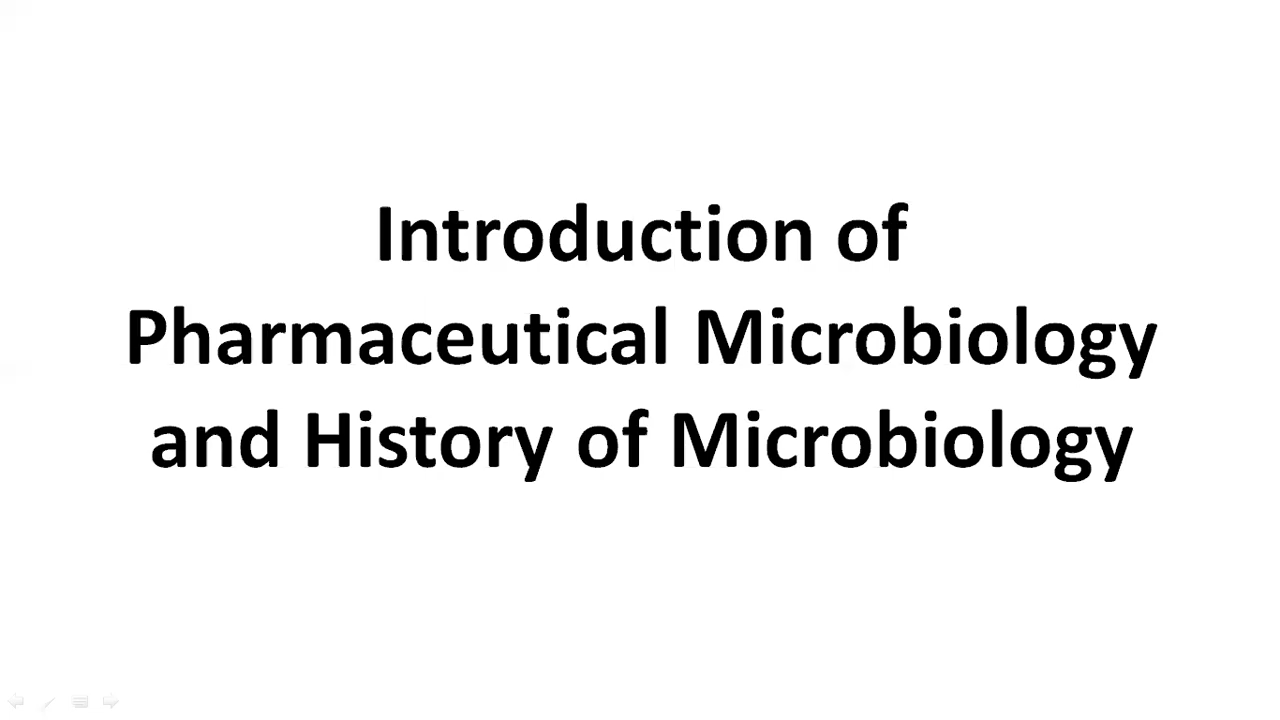 Introduction of
Pharmaceutical Microbiology
and History of Microbiology